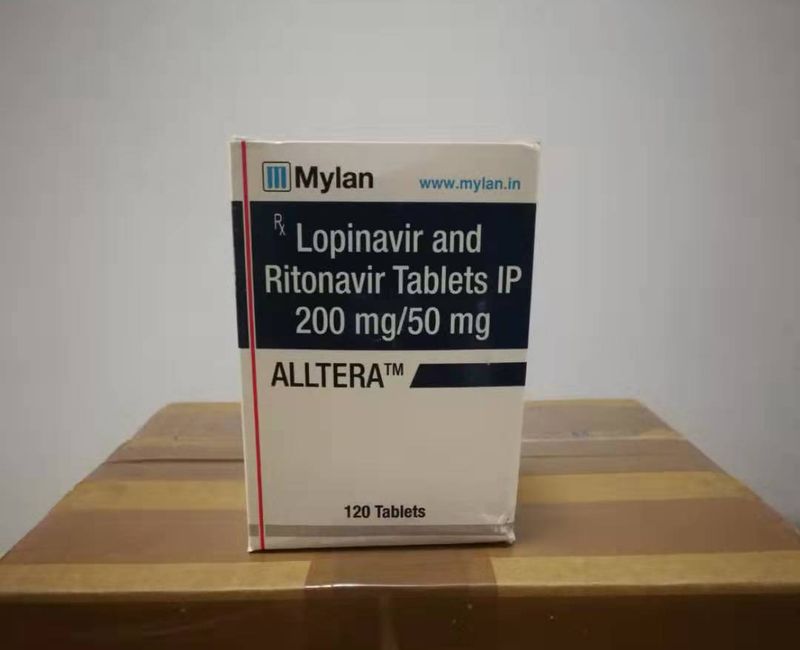 Mylan
www.mylan.in
Rx
Lopinavir and
Ritonavir Tablets IP
200 mg/50 mg
ALLTERA™
120 Tablets